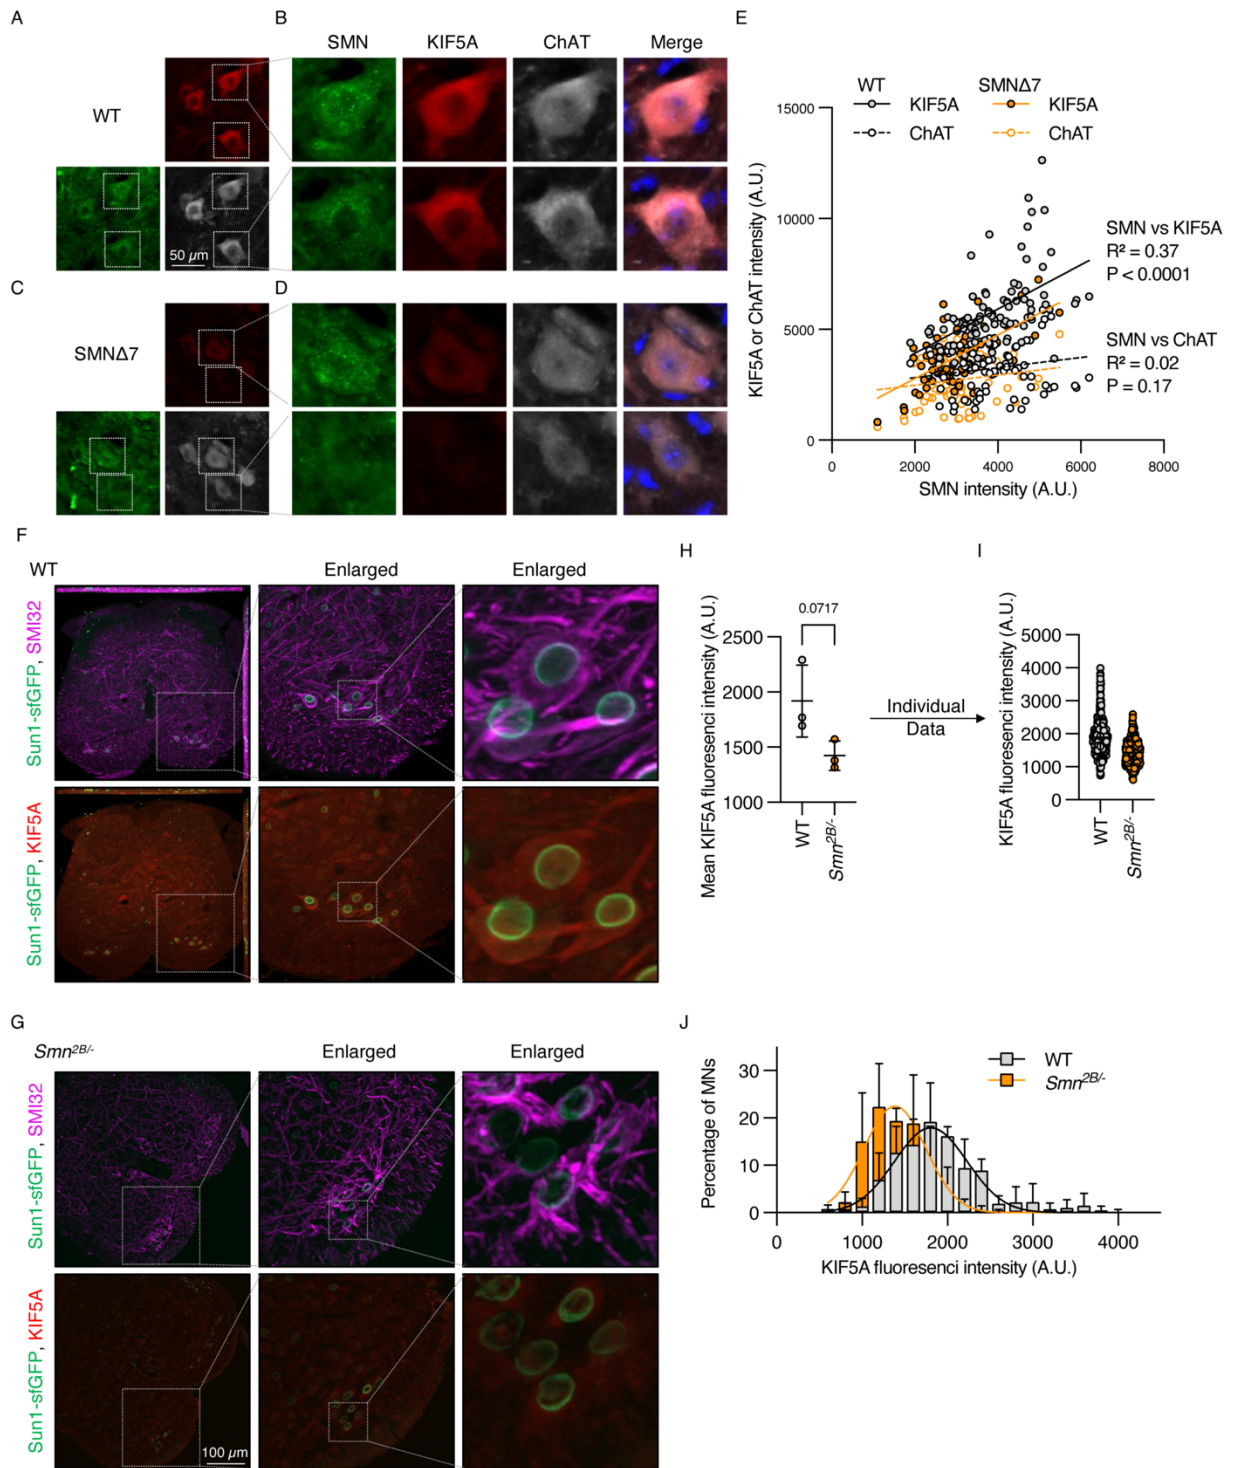 A
B
E
SMN
KIF5A
ChAT
Merge
WT
50 µm
C
D
SMNΔ7
WT
SMNΔ7
KIF5A
KIF5A
ChAT
ChAT
15000
10000
5000
0
KIF5A or ChAT intensity (A.U.)
SMN vs KIF5A
R² = 0.37
P < 0.0001
SMN vs ChAT
R² = 0.02
P = 0.17
0
2000
4000
6000
8000
SMN intensity (A.U.)
F
WT
Enlarged
Enlarged
Sun1-sfGFP, SMI32
Sun1-sfGFP, KIF5A
H
I
Mean KIF5A fluoresenci intensity (A.U.)
0.0717
2500
2000
1500
1000
WT
Smn2B/-
Individual
Data
KIF5A fluoresenci intensity (A.U.)
5000
4000
3000
2000
1000
0
WT
Smn2B/-
G
Smn2B/-
Enlarged
Enlarged
Sun1-sfGFP, SMI32
Sun1-sfGFP, KIF5A
100 µm
J
Percentage of MNs
30
20
10
0
WT
Smn2B/-
0
1000
2000
3000
4000
KIF5A fluoresenci intensity (A.U.)